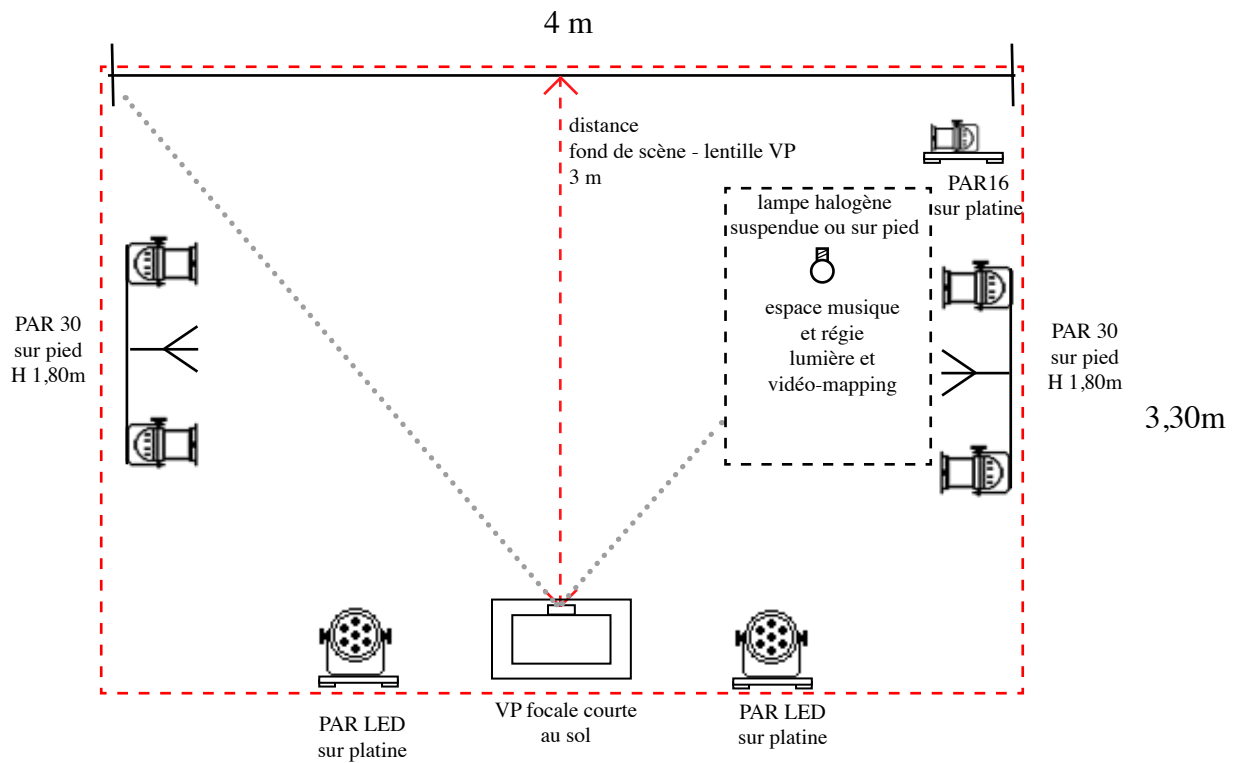 4 m
distance
fond de scène - lentille VP
3 m
PAR16
sur platine
lampe halogène
suspendue ou sur pied
espace musique
et régie
lumière et
vidéo-mapping
PAR 30
sur pied
H 1,80m
PAR 30
sur pied
H 1,80m
3,30m
PAR LED
sur platine
VP focale courte
au sol
PAR LED
sur platine